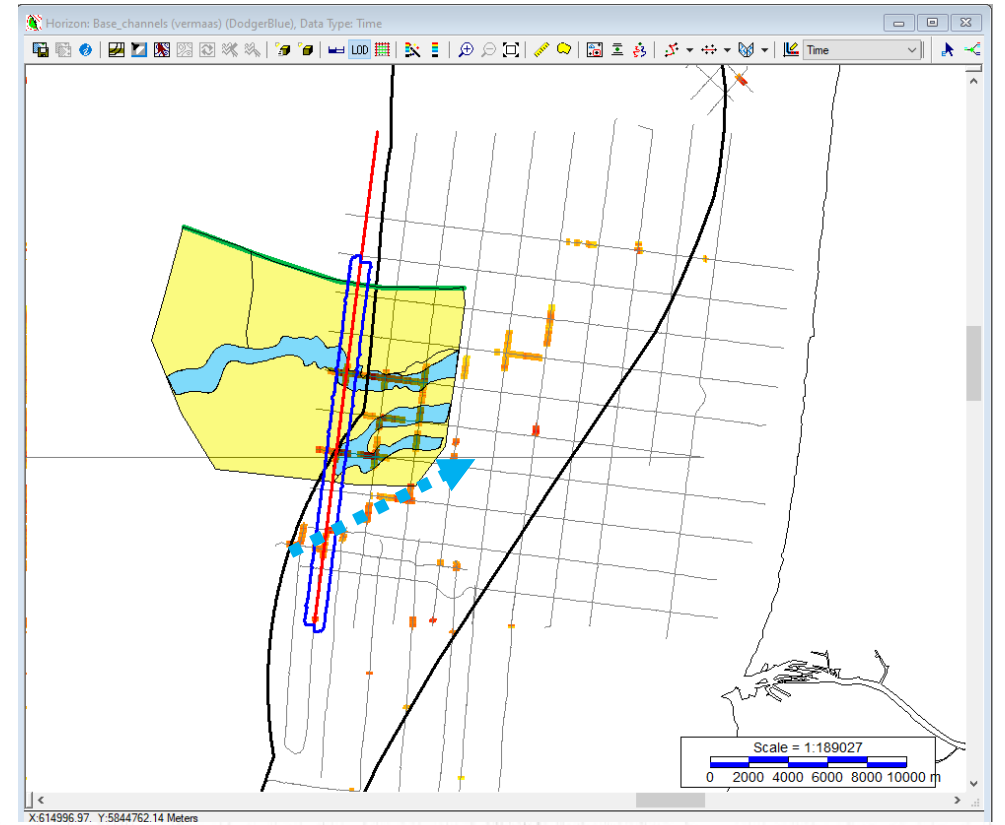 Horizon: Base_channels (vermaas) (DodgerBlue), Data Type: Time
LOD
Time
Scale = 1:189027
0 2000 4000 6000 8000 10000 m
X:614996.97, Y:5844762.14 Meters